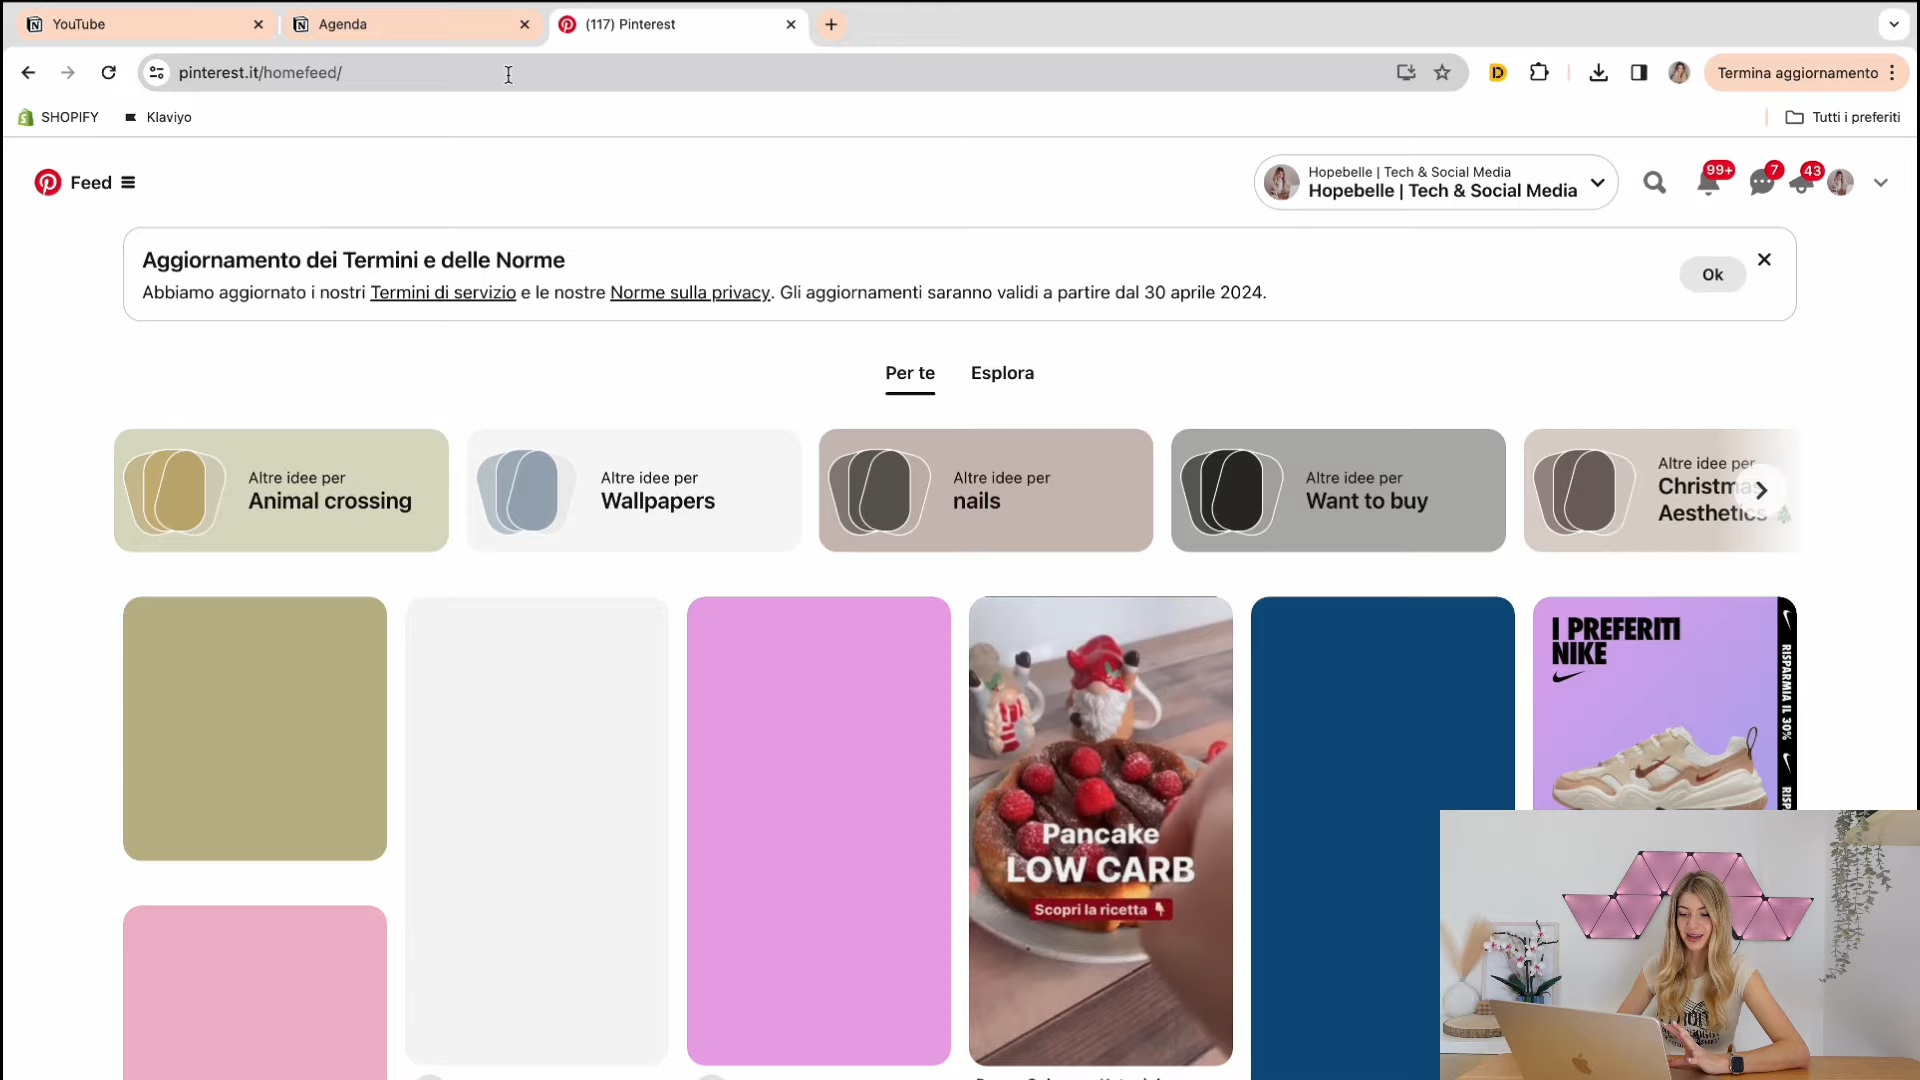 YouTube
Agenda
(117) Pinterest
pinterest.it/homefeed/
Termina aggiornamento
SHOPIFY
Klaviyo
Tutti i preferiti
Feed
Hopebelle | Tech & Social Media
Hopebelle | Tech & Social Media
99+
7
43
Aggiornamento dei Termini e delle Norme
Abbiamo aggiornato i nostri Termini di servizio e le nostre Norme sulla privacy. Gli aggiornamenti saranno validi a partire dal 30 aprile 2024.
Ok
Per te
Esplora
Altre idee per
Animal crossing
Altre idee per
Wallpapers
Altre idee per
nails
Altre idee per
Want to buy
Altre idee per
Christmas
Aesthetics
Pancake
LOW CARB
Scopri la ricetta
I PREFERITI
NIKE
RISPARMIA IL 30%
RISP